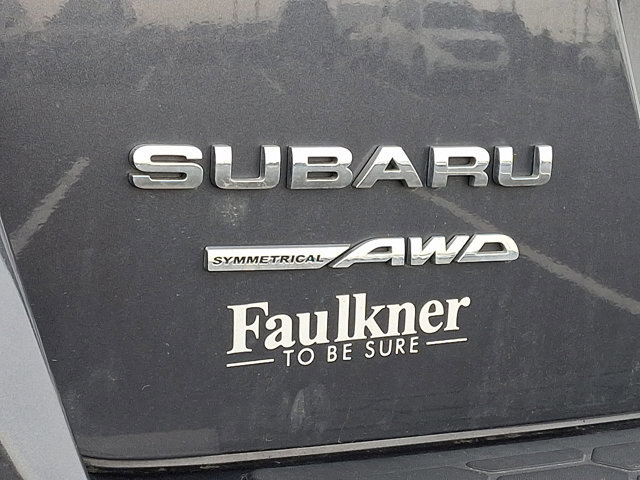 SUBARU
SYMMETRICAL AWD
Faulkner
TO BE SURE